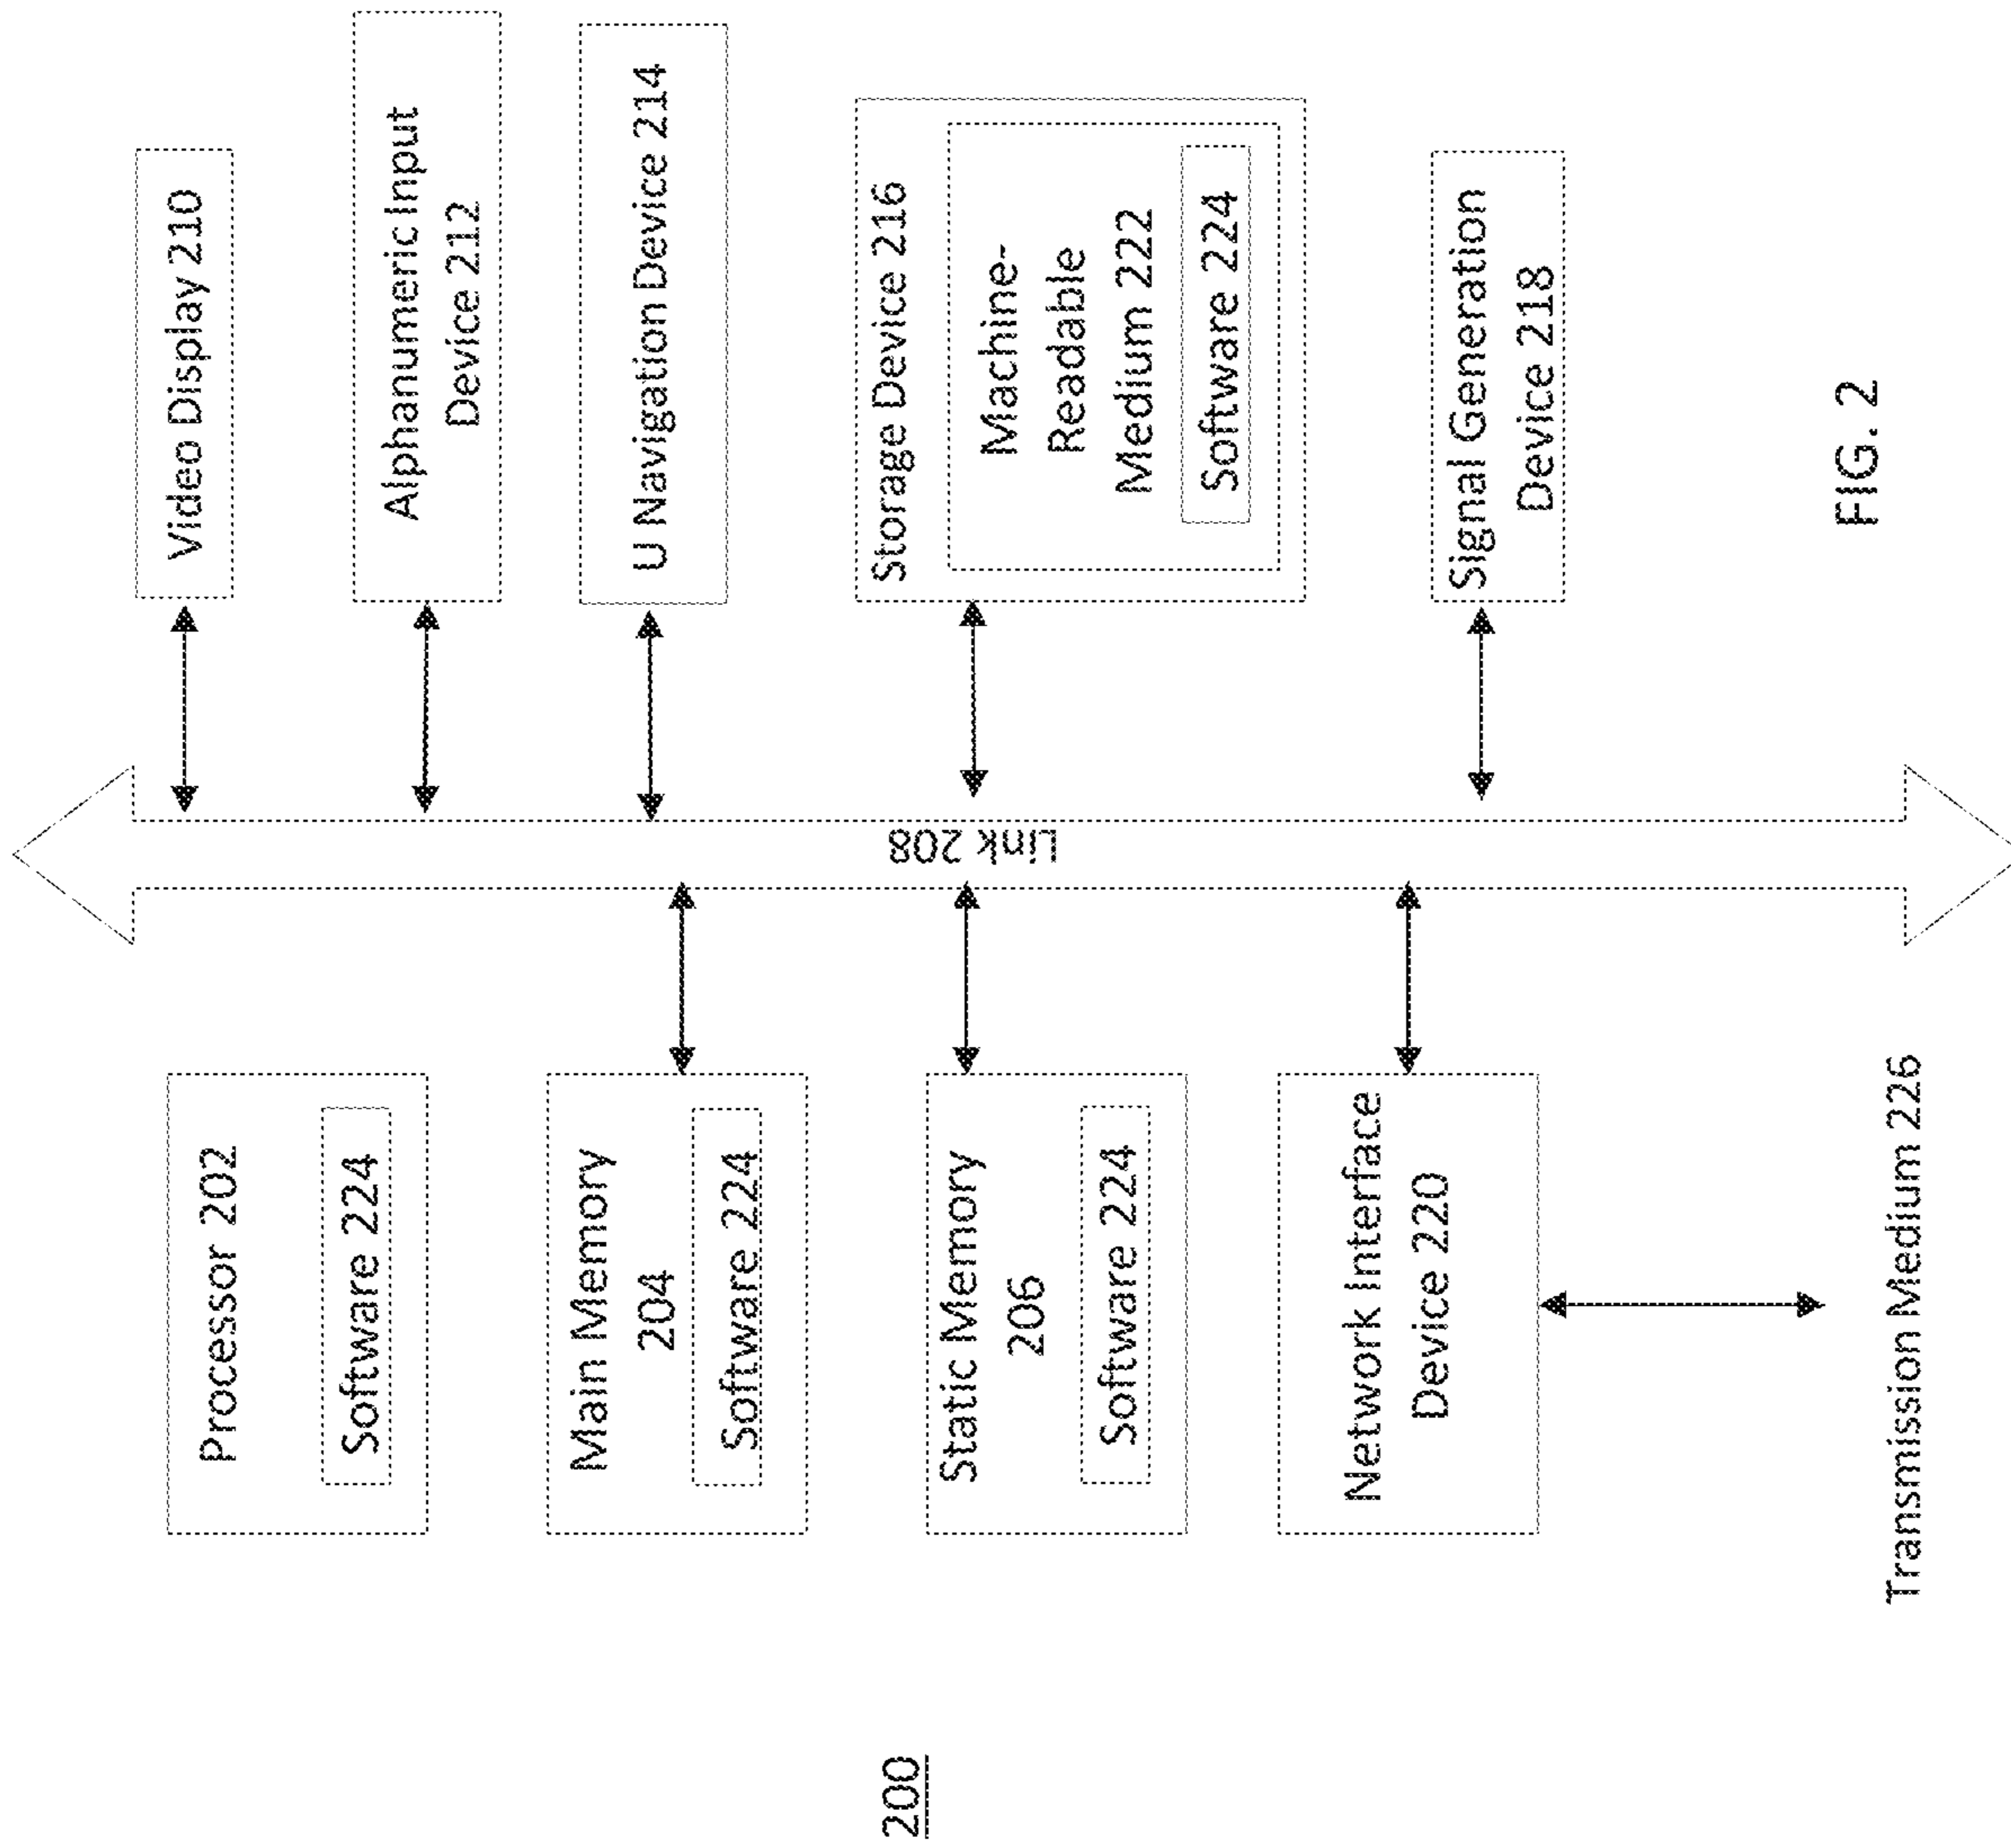 200
Processor 202
Software 224
Main Memory
204
Software 224
Static Memory
206
Software 224
Network Interface
Device 220
Transmission Medium 226
Link 208
Video Display 210
Alphanumeric Input
Device 212
U Navigation Device 214
Storage Device 216
Machine-
Readable
Medium 222
Software 224
Signal Generation
Device 218
FIG. 2